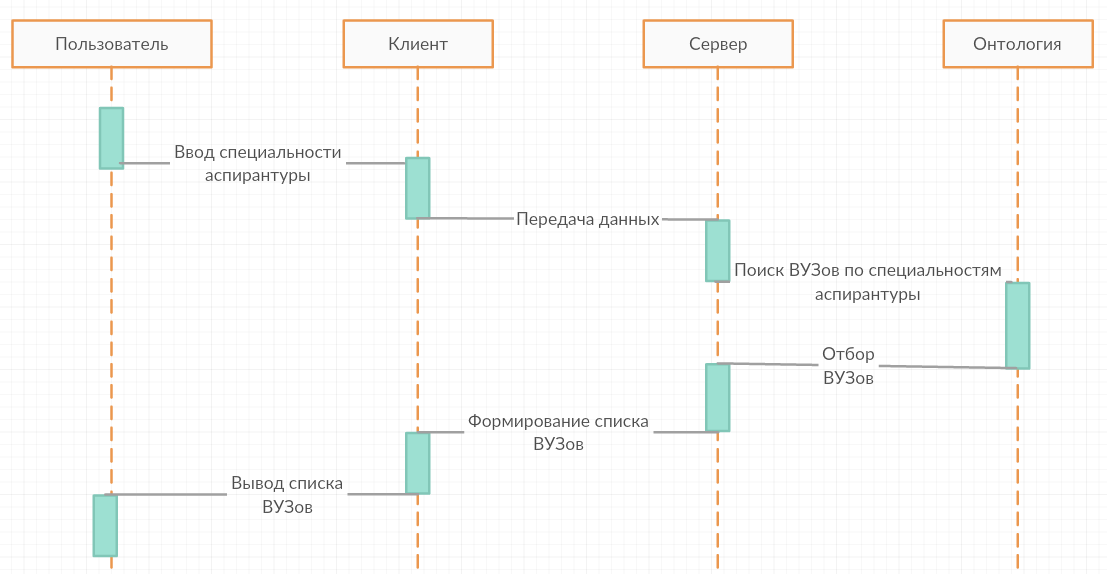 Пользователь
Клиент
Сервер
Онтология
Ввод специальности
аспирантуры
Передача данных
Поиск ВУЗов по специальностям
аспирантуры
Отбор
ВУЗов
Формирование списка
ВУЗов
Вывод списка
ВУЗов